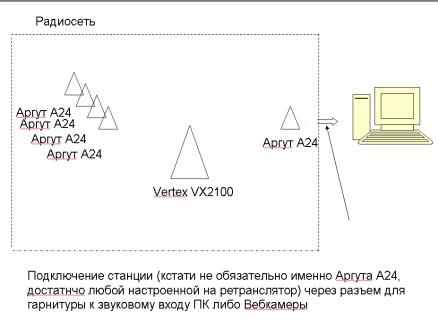 Радиосеть
Аргут А24
Аргут А24
Аргут А24
Аргут А24
Аргут А24
Vertex VX2100
Подключение станции (кстати не обязательно именно Аргута А24,
достатнчо любой настроенной на ретранслятор) через разъем для
гарнитуры к звуковому входу ПК либо Вебкамеры